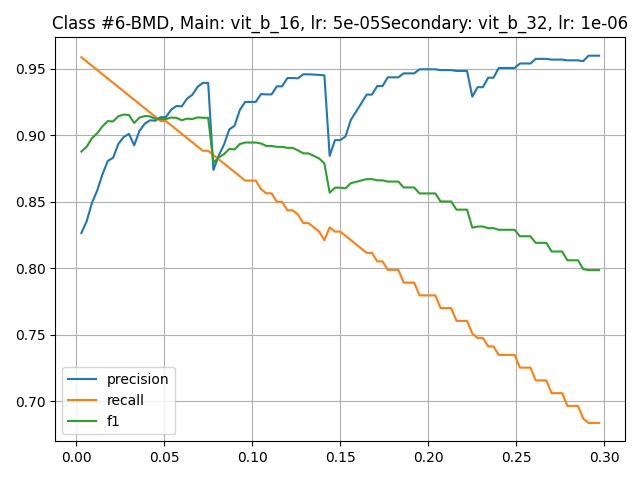 Class #6-BMD, Main: vit_b_16, lr: 5e-05Secondary: vit_b_32, lr: 1e-06
0.95
0.90
0.85
0.80
0.75
0.70
precision
recall
f1
0.00 0.05 0.10 0.15 0.20 0.25 0.30